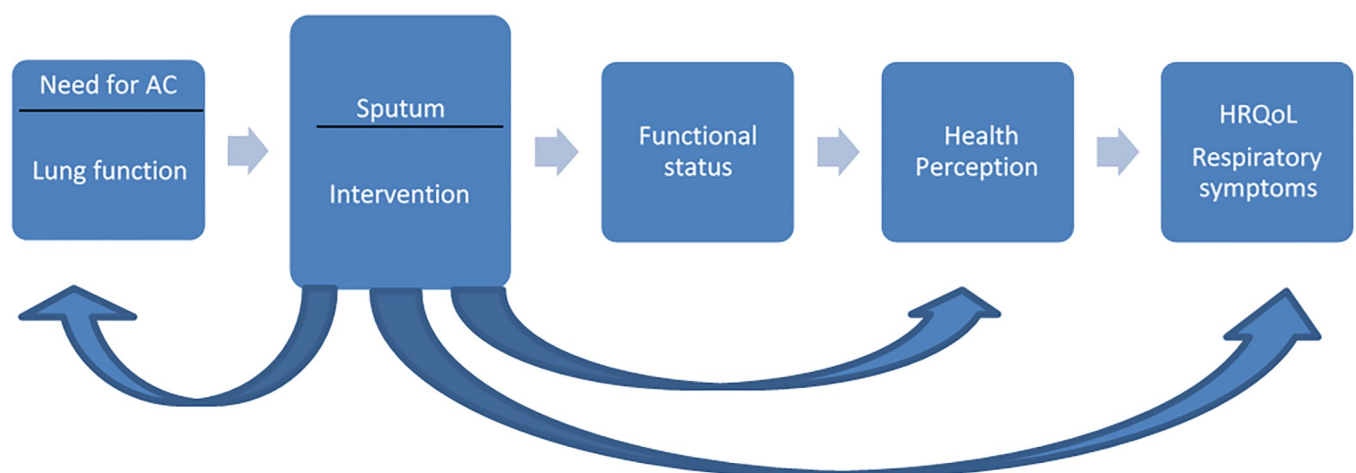 Need for AC
Lung function
Sputum
Intervention
Functional
status
Health
Perception
HRQoL
Respiratory
symptoms